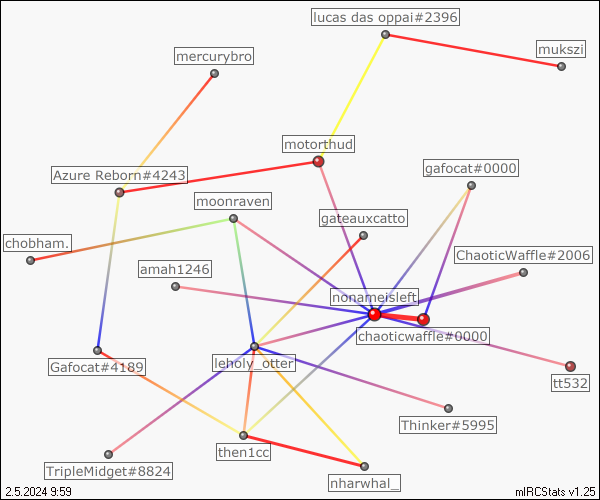 lucas das oppai#2396
mukszi
mercurybro
motorthud
gafocat#0000
Azure Reborn#4243
moonraven
gateauxcatto
chobham.
ChaoticWaffle#2006
amah1246
nonameisleft
chaoticwaffle#0000
leholy_otter
Gafocat#4189
tt532
Thinker#5995
then1cc
TripleMidget#8824
nharwhal_
2.5.2024 9:59
mIRCStats v1.25